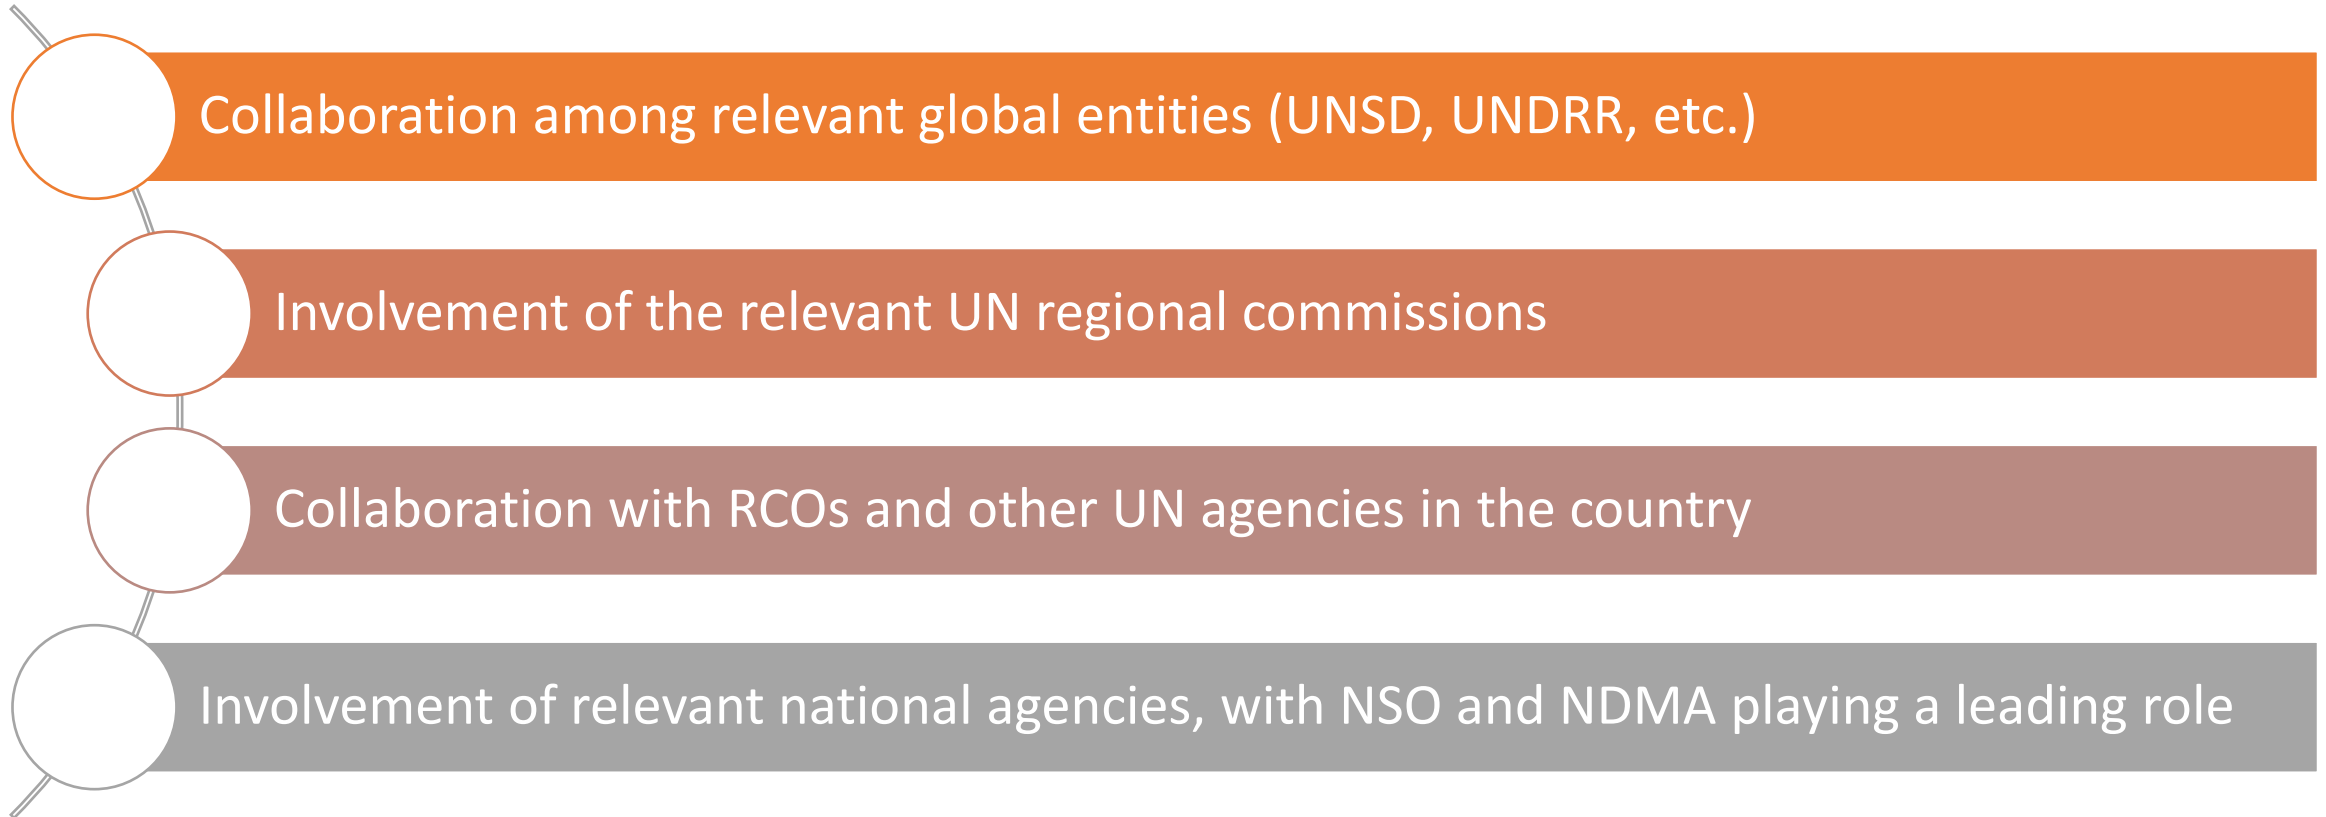 Collaboration among relevant global entities (UNSD, UNDRR, etc.)
Involvement of the relevant UN regional commissions
Collaboration with RCOs and other UN agencies in the country
Involvement of relevant national agencies, with NSO and NDMA playing a leading role